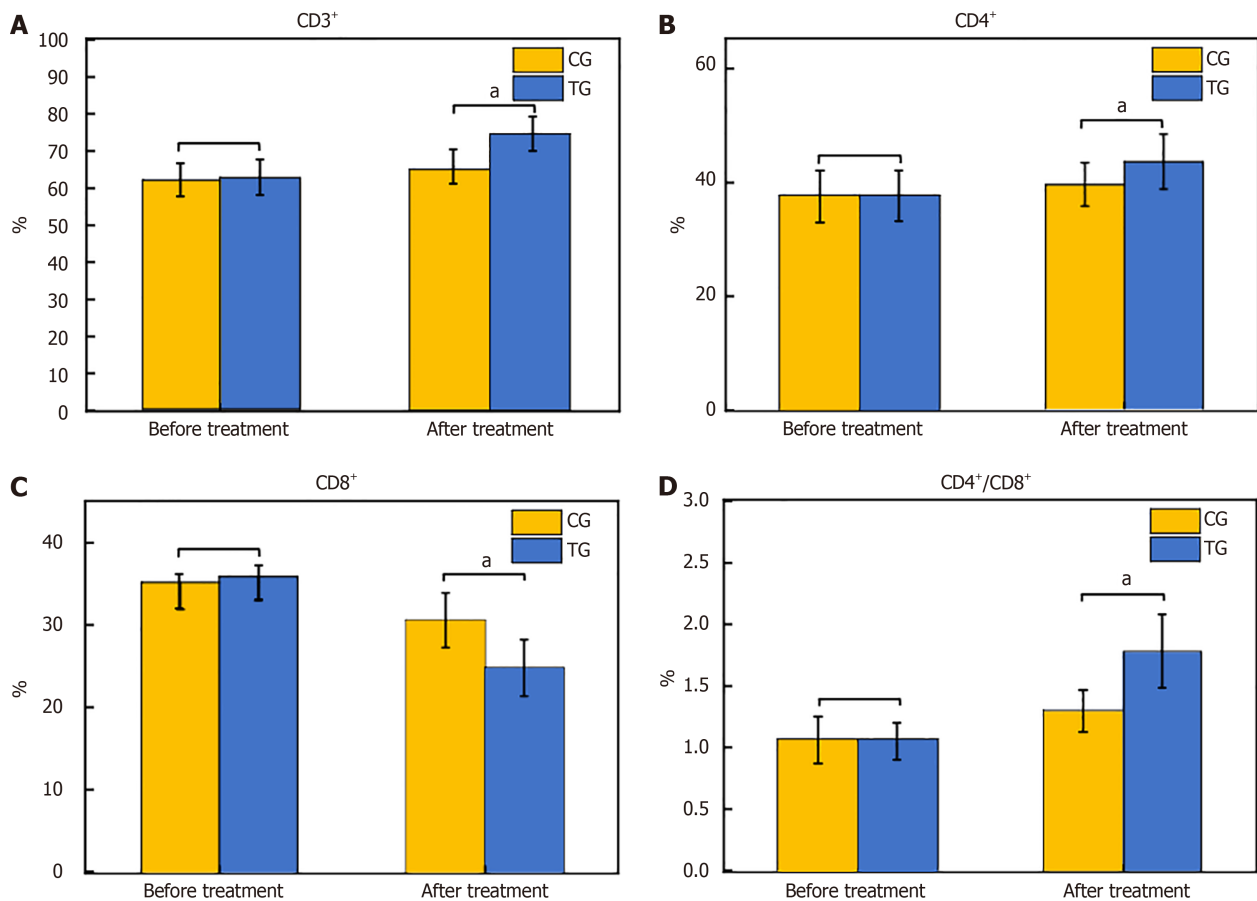 A
CD3⁺
100
90
80
70
60
50
40
30
20
10
0
%
CG
TG
a
Before treatment
After treatment
B
CD4⁺
60
40
20
0
%
CG
TG
a
Before treatment
After treatment
C
CD8⁺
40
30
20
10
0
%
CG
TG
a
Before treatment
After treatment
D
CD4⁺/CD8⁺
3.0
2.5
2.0
1.5
1.0
0.5
0.0
%
CG
TG
a
Before treatment
After treatment